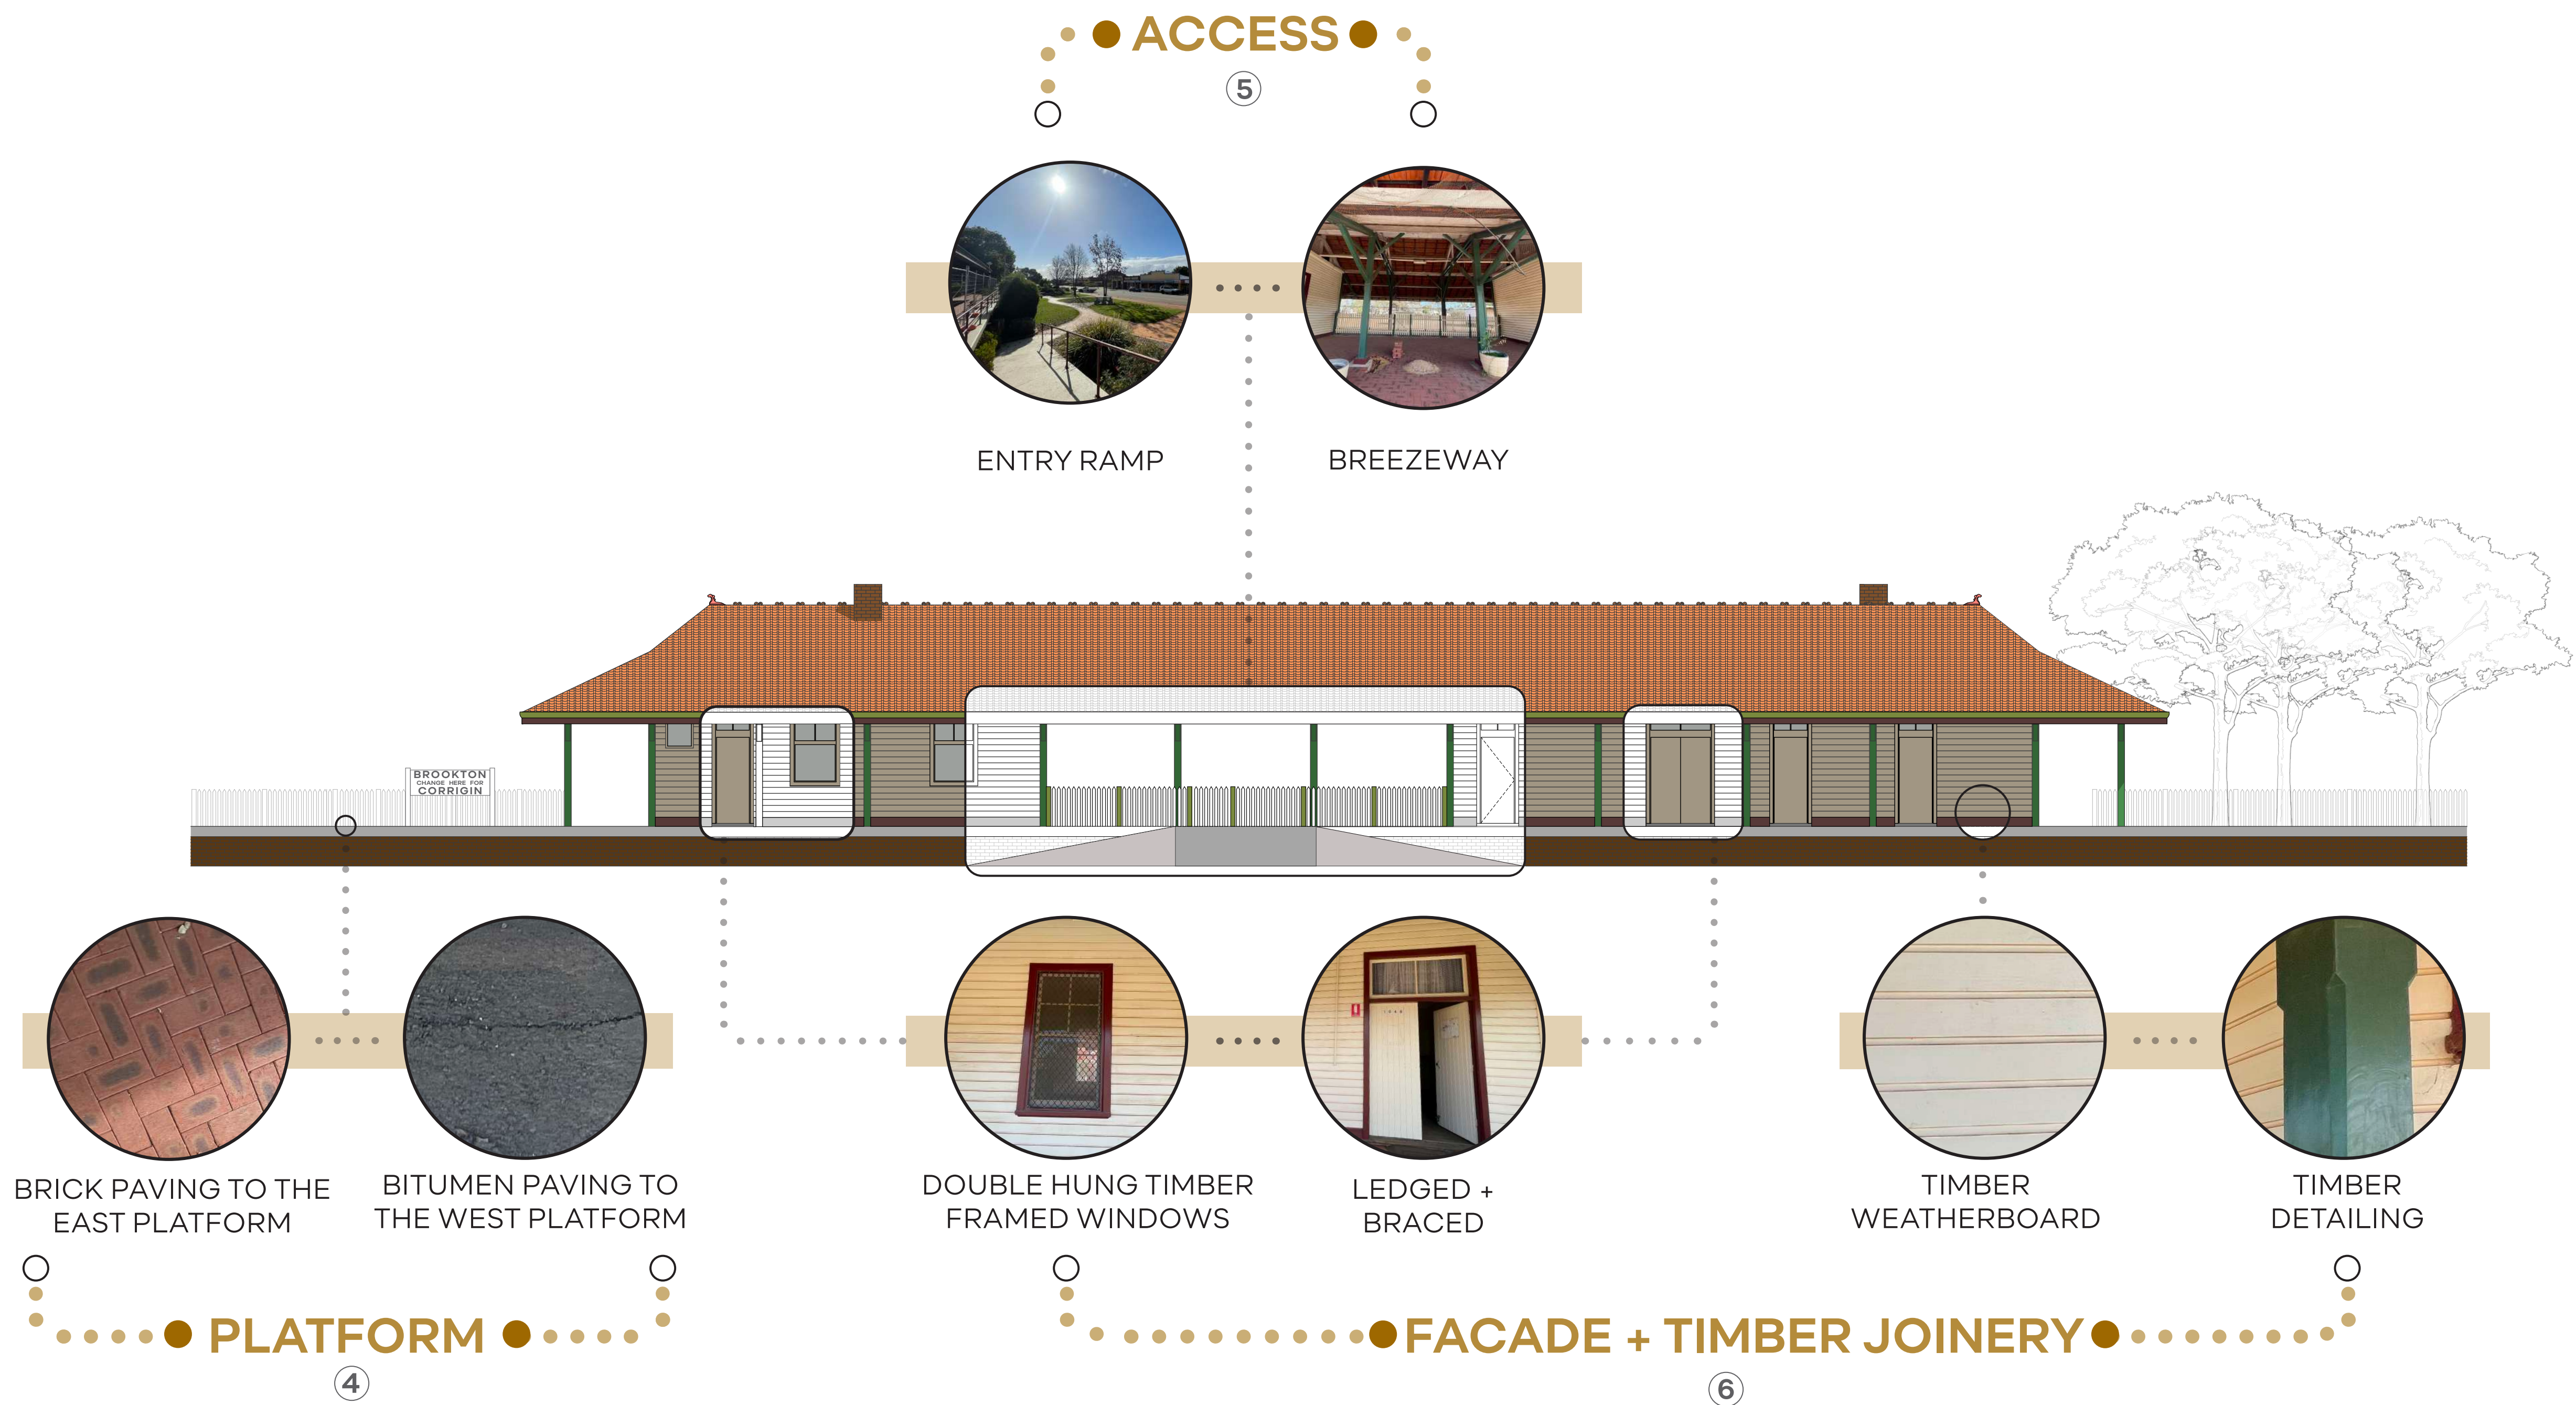 ACCESS
5
ENTRY RAMP
BREEZEWAY
BROOKTON
CHANGE HERE FOR
CORRIGIN
BRICK PAVING TO THE
EAST PLATFORM
BITUMEN PAVING TO
THE WEST PLATFORM
DOUBLE HUNG TIMBER
FRAMED WINDOWS
LEDGED +
BRACED
TIMBER
WEATHERBOARD
TIMBER
DETAILING
PLATFORM
4
FACADE + TIMBER JOINERY
6